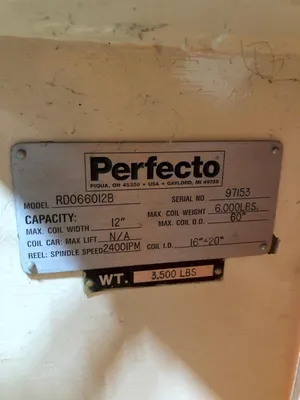 Perfecto
PIQUA, OH 45356 • USA • GAYLORD, MI 49735
MODEL RD066012B SERIAL NO 97153
CAPACITY: MAX. COIL WEIGHT 6,000LBS.
MAX. COIL WIDTH 12" MAX. COIL O.D. 60"
COIL CAR: MAX LIFT N/A
REEL: SPINDLE SPEED 2400IPM COIL I.D. 16"-20"
WT. 3,500 LBS